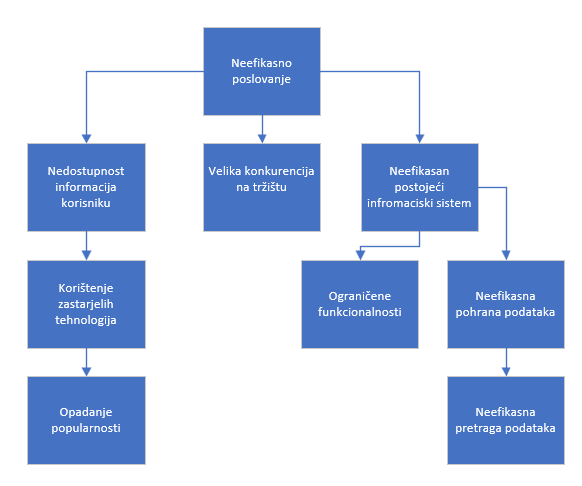 Neefikasno
poslovanje
Nedostupnost
informacija
korisniku
Velika konkurencija
na tržištu
Neefikasan
postojeći
infromaciski sistem
Korištenje
zastarjelih
tehnologija
Ograničene
funkcionalnosti
Neefikasna
pohrana podataka
Opadanje
popularnosti
Neefikasna
pretraga podataka